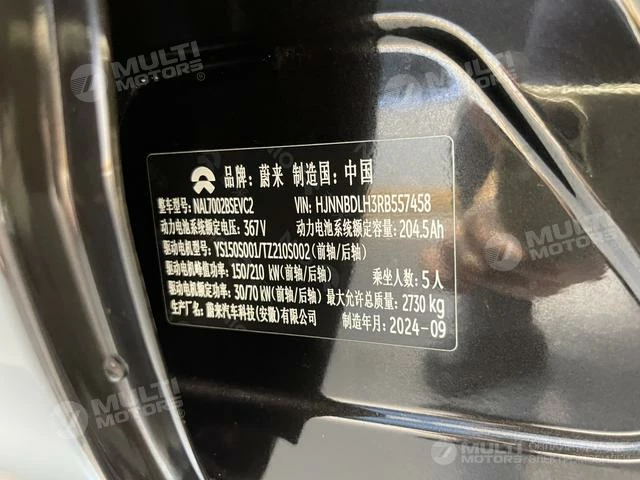 MULTI MOTORS®
MULTI MOTORS®
品牌: 蔚来 制造国: 中国
整车型号: NAL7002BSEVC2 VIN: HJNNBDLH3RB557458
动力电池系统额定电压: 367V 动力电池系统额定容量: 204.5Ah
驱动电机型号: YS150S001/TZ210S002(前轴/后轴)
驱动电机峰值功率: 150/210 kW(前轴/后轴) 乘坐人数: 5人
驱动电机额定功率: 30/70 kW(前轴/后轴) 最大允许总质量: 2730 kg
生产厂名: 蔚来汽车科技(安徽)有限公司 制造年月: 2024-09
MULTI MOTORS®
MULTI MOTORS